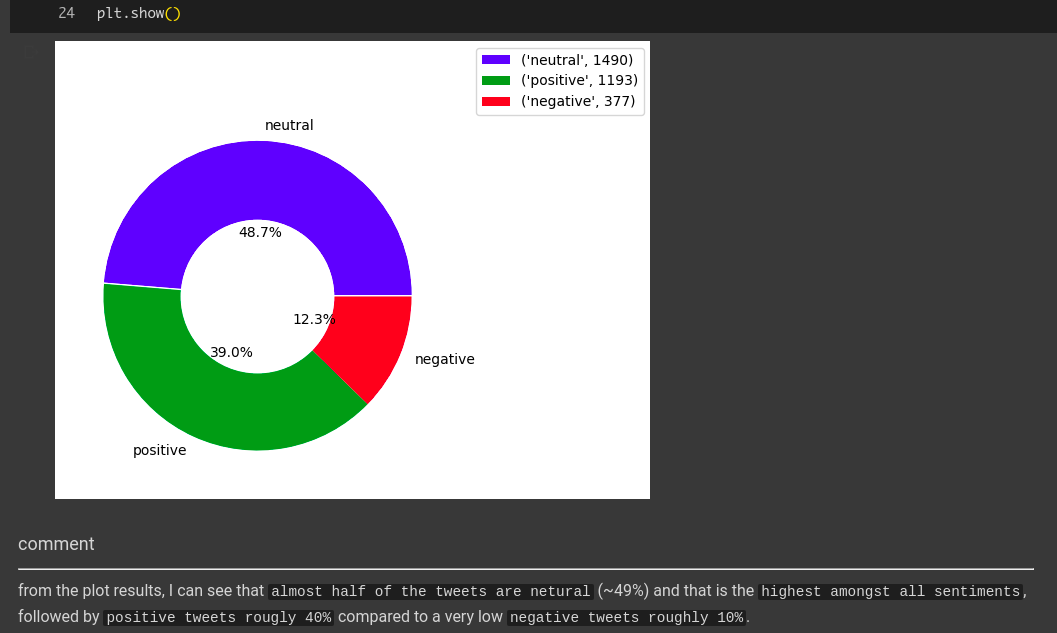 24 plt.show()
('neutral', 1490)
('positive', 1193)
('negative', 377)
neutral
48.7%
12.3%
39.0%
negative
positive
comment
from the plot results, I can see that almost half of the tweets are netural (~49%) and that is the highest amongst all sentiments,
followed by positive tweets rougly 40% compared to a very low negative tweets roughly 10%.